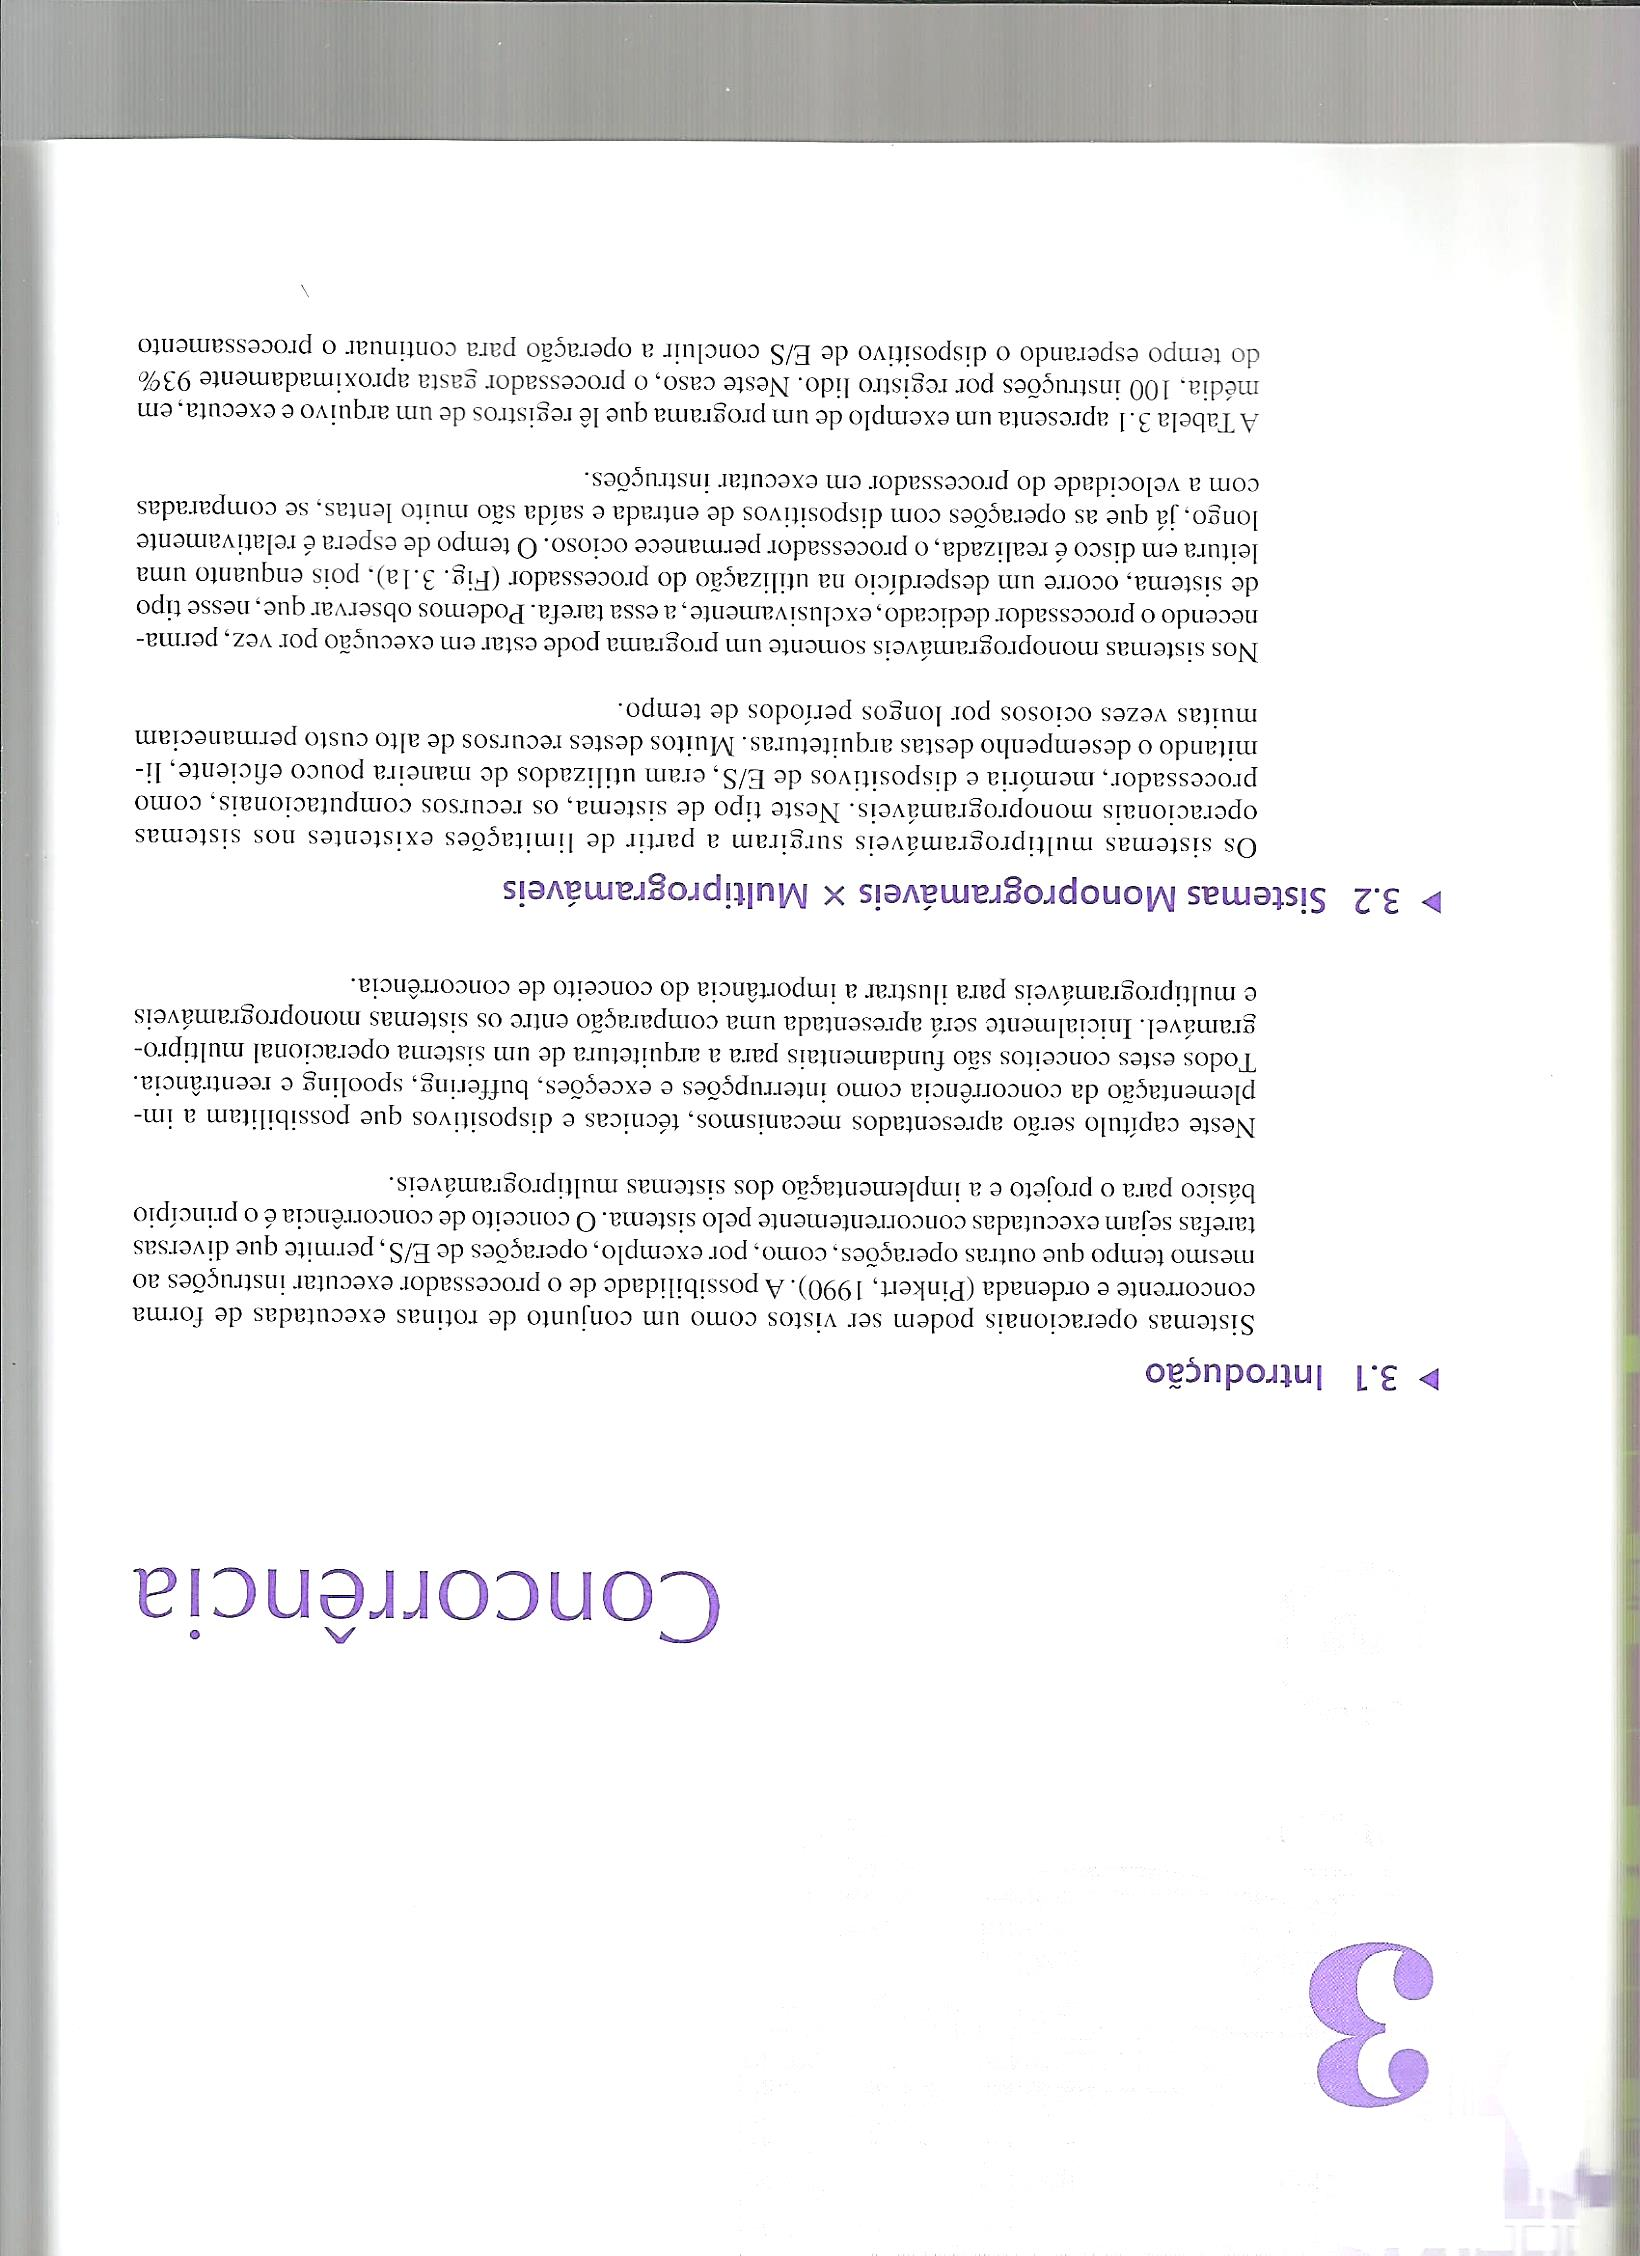 3
Concorrência
▶ 3.1 Introdução
Sistemas operacionais podem ser vistos como um conjunto de rotinas executadas de forma
concorrente e ordenada (Pinkert, 1990). A possibilidade de o processador executar instruções ao
mesmo tempo que outras operações, como, por exemplo, operações de E/S, permite que diversas
tarefas sejam executadas concorrentemente pelo sistema. O conceito de concorrência é o princípio
básico para o projeto e a implementação dos sistemas multiprogramáveis.
Neste capítulo serão apresentados mecanismos, técnicas e dispositivos que possibilitam a im-
plementação da concorrência como interrupções e exceções, buffering, spooling e reentrância.
Todos estes conceitos são fundamentais para a arquitetura de um sistema operacional multipro-
gramável. Inicialmente será apresentada uma comparação entre os sistemas monoprogramáveis
e multiprogramáveis para ilustrar a importância do conceito de concorrência.
▶ 3.2 Sistemas Monoprogramáveis × Multiprogramáveis
Os sistemas multiprogramáveis surgiram a partir de limitações existentes nos sistemas
operacionais monoprogramáveis. Neste tipo de sistema, os recursos computacionais, como
processador, memória e dispositivos de E/S, eram utilizados de maneira pouco eficiente, li-
mitando o desempenho destas arquiteturas. Muitos destes recursos de alto custo permaneciam
muitas vezes ociosos por longos períodos de tempo.
Nos sistemas monoprogramáveis somente um programa pode estar em execução por vez, perma-
necendo o processador dedicado, exclusivamente, a essa tarefa. Podemos observar que, nesse tipo
de sistema, ocorre um desperdício na utilização do processador (Fig. 3.1a), pois enquanto uma
leitura em disco é realizada, o processador permanece ocioso. O tempo de espera é relativamente
longo, já que as operações com dispositivos de entrada e saída são muito lentas, se comparadas
com a velocidade do processador em executar instruções.
A Tabela 3.1 apresenta um exemplo de um programa que lê registros de um arquivo e executa, em
média, 100 instruções por registro lido. Neste caso, o processador gasta aproximadamente 93%
do tempo esperando o dispositivo de E/S concluir a operação para continuar o processamento